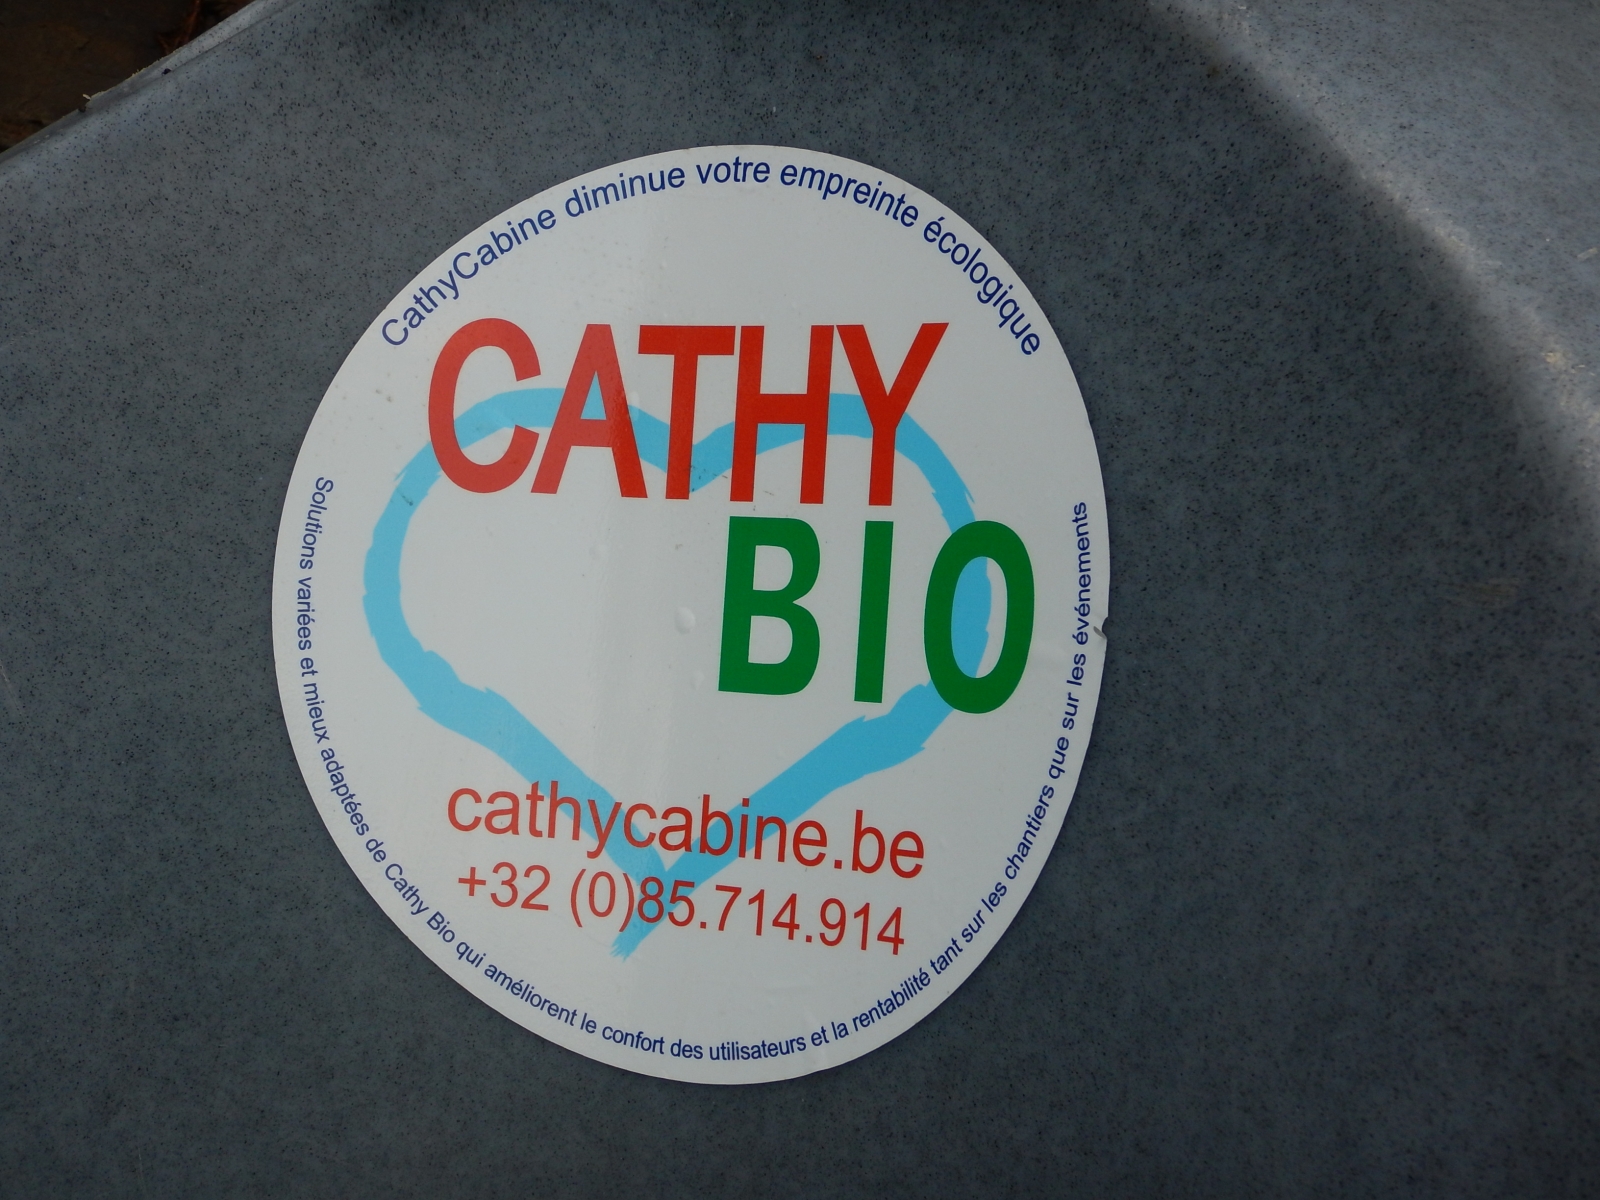 CathyCabine diminue votre empreinte écologique
CATHY
BIO
cathycabine.be
+32 (0)85.714.914
Solutions variées et mieux adaptées de Cathy Bio qui améliorent le confort des utilisateurs et la rentabilité tant sur les chantiers que sur les événements